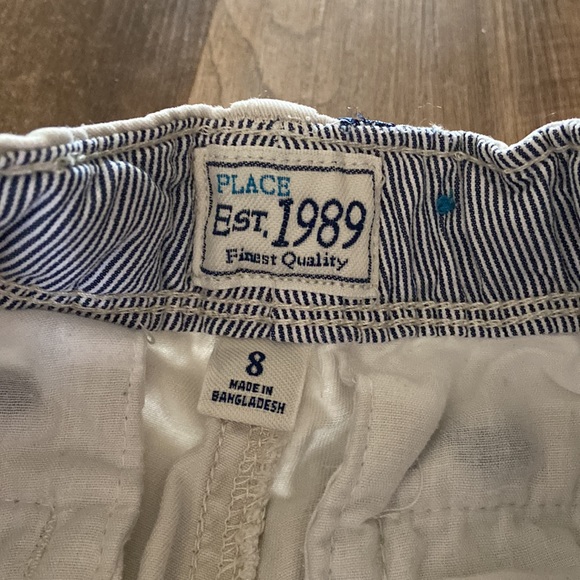 PLACE
EST. 1989
Finest Quality
8
MADE IN
BANGLADESH